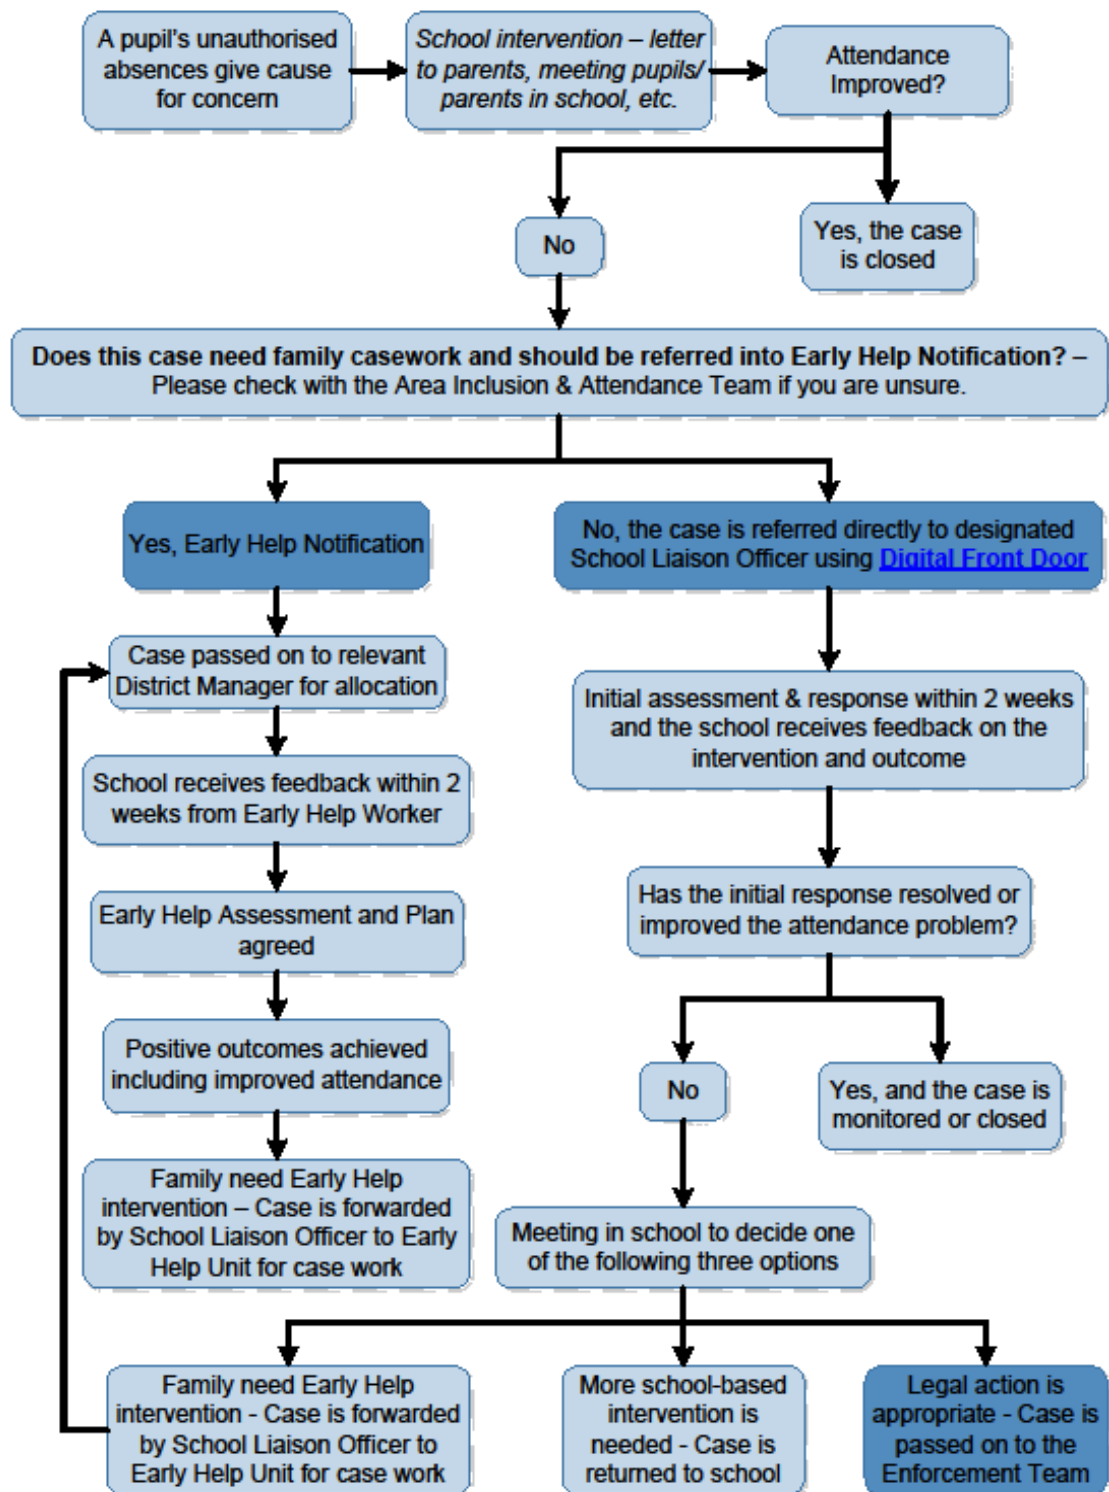 A pupil's unauthorised
absences give cause
for concern
School intervention – letter
to parents, meeting pupils/
parents in school, etc.
Attendance
Improved?
No
Yes, the case
is closed
Does this case need family casework and should be referred into Early Help Notification? –
Please check with the Area Inclusion & Attendance Team if you are unsure.
Yes, Early Help Notification
No, the case is referred directly to designated
School Liaison Officer using Digital Front Door
Case passed on to relevant
District Manager for allocation
School receives feedback within 2
weeks from Early Help Worker
Early Help Assessment and Plan
agreed
Positive outcomes achieved
including improved attendance
Family need Early Help
intervention – Case is forwarded
by School Liaison Officer to Early
Help Unit for case work
Initial assessment & response within 2 weeks
and the school receives feedback on the
intervention and outcome
Has the initial response resolved or
improved the attendance problem?
No
Yes, and the case is
monitored or closed
Meeting in school to decide one
of the following three options
Family need Early Help
intervention - Case is forwarded
by School Liaison Officer to
Early Help Unit for case work
More school-based
intervention is
needed - Case is
returned to school
Legal action is
appropriate - Case is
passed on to the
Enforcement Team